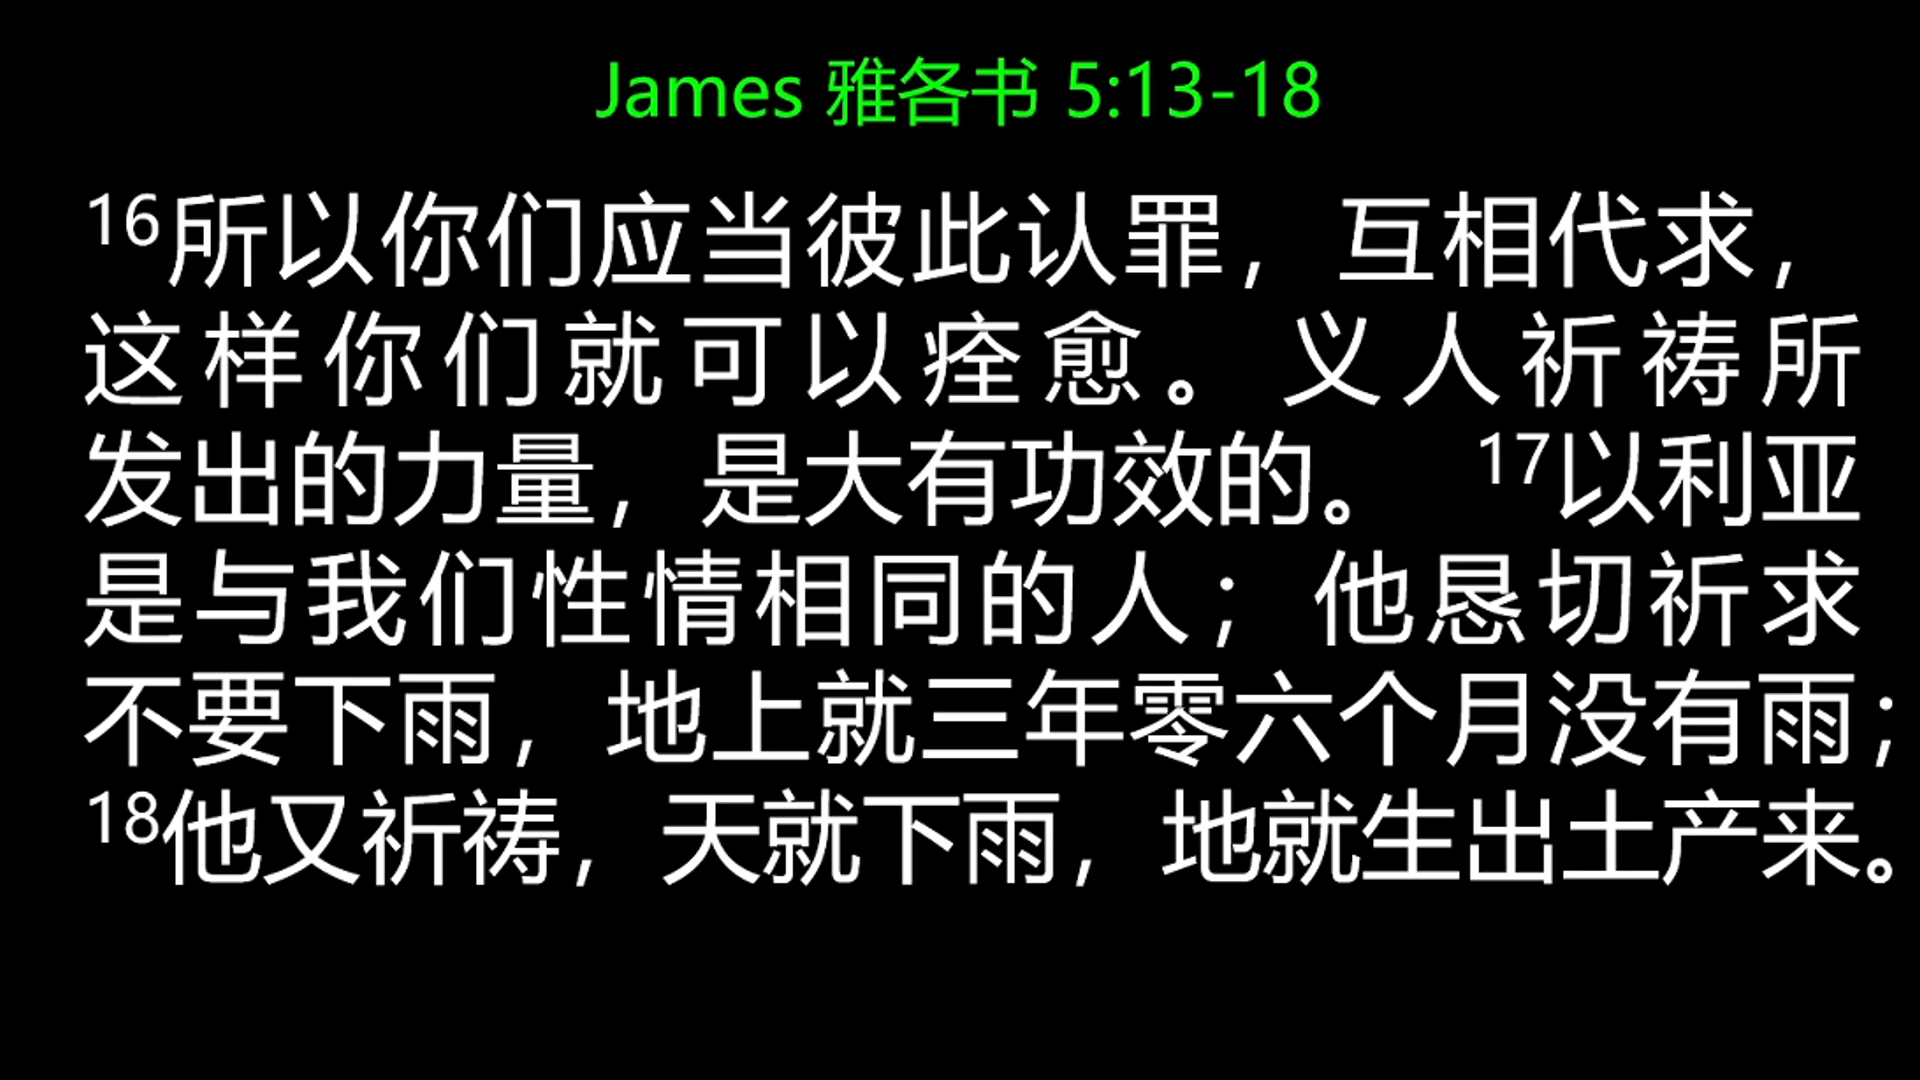 James 雅各书 5:13-18
16所以你们应当彼此认罪，互相代求，
这样你们就可以痊愈。义人祈祷所
发出的力量，是大有功效的。 17以利亚
是与我们性情相同的人；他恳切祈求
不要下雨，地上就三年零六个月没有雨；
18他又祈祷，天就下雨，地就生出土产来。